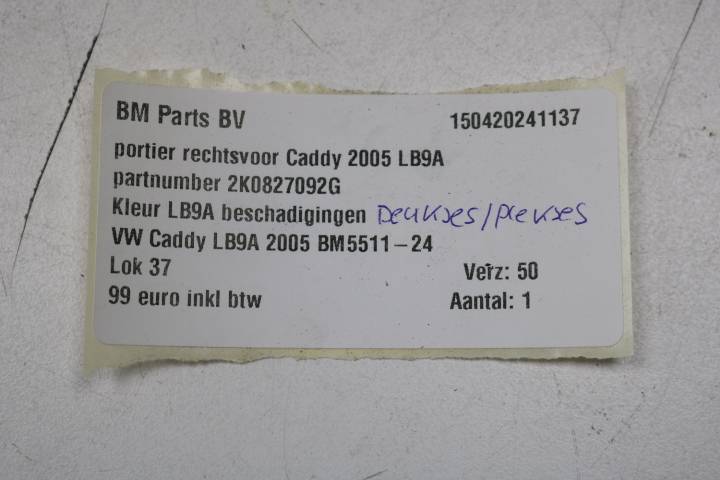 BM Parts BV 150420241137
portier rechtsvoor Caddy 2005 LB9A
partnumber 2K0827092G
Kleur LB9A beschadigingen Deukjes/plekjes
VW Caddy LB9A 2005 BM5511-24
Lok 37 Verz: 50
99 euro inkl btw Aantal: 1